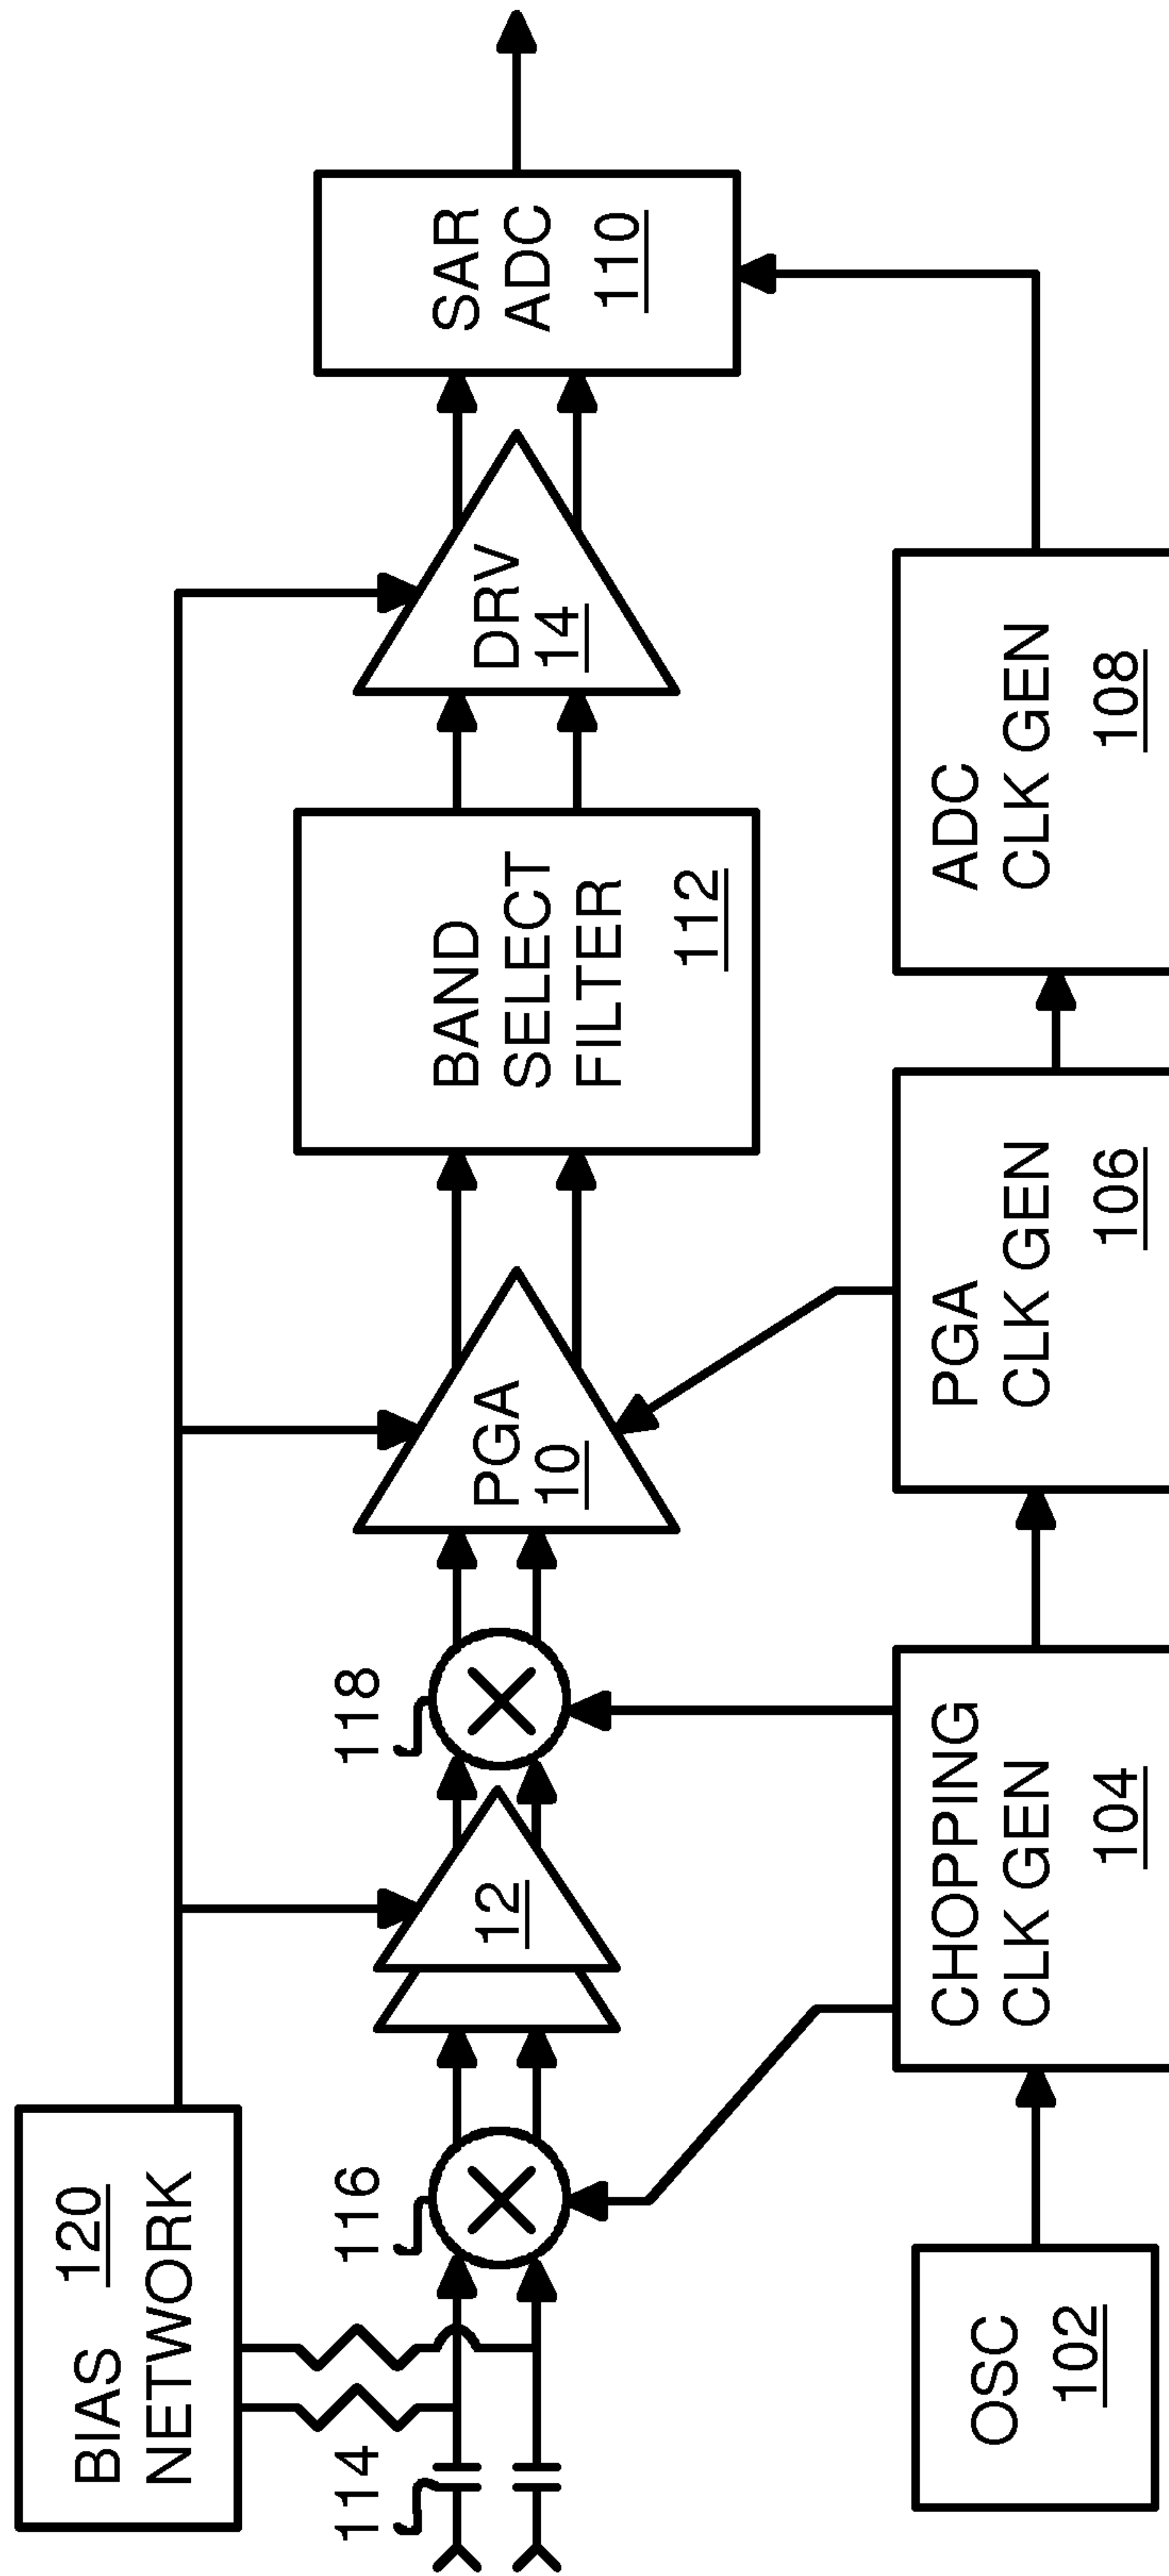 BIAS 120
NETWORK
114
116
118
12
PGA
10
BAND
SELECT
FILTER
112
DRV
14
SAR
ADC
110
OSC
102
CHOPPING
CLK GEN
104
PGA
CLK GEN
106
ADC
CLK GEN
108